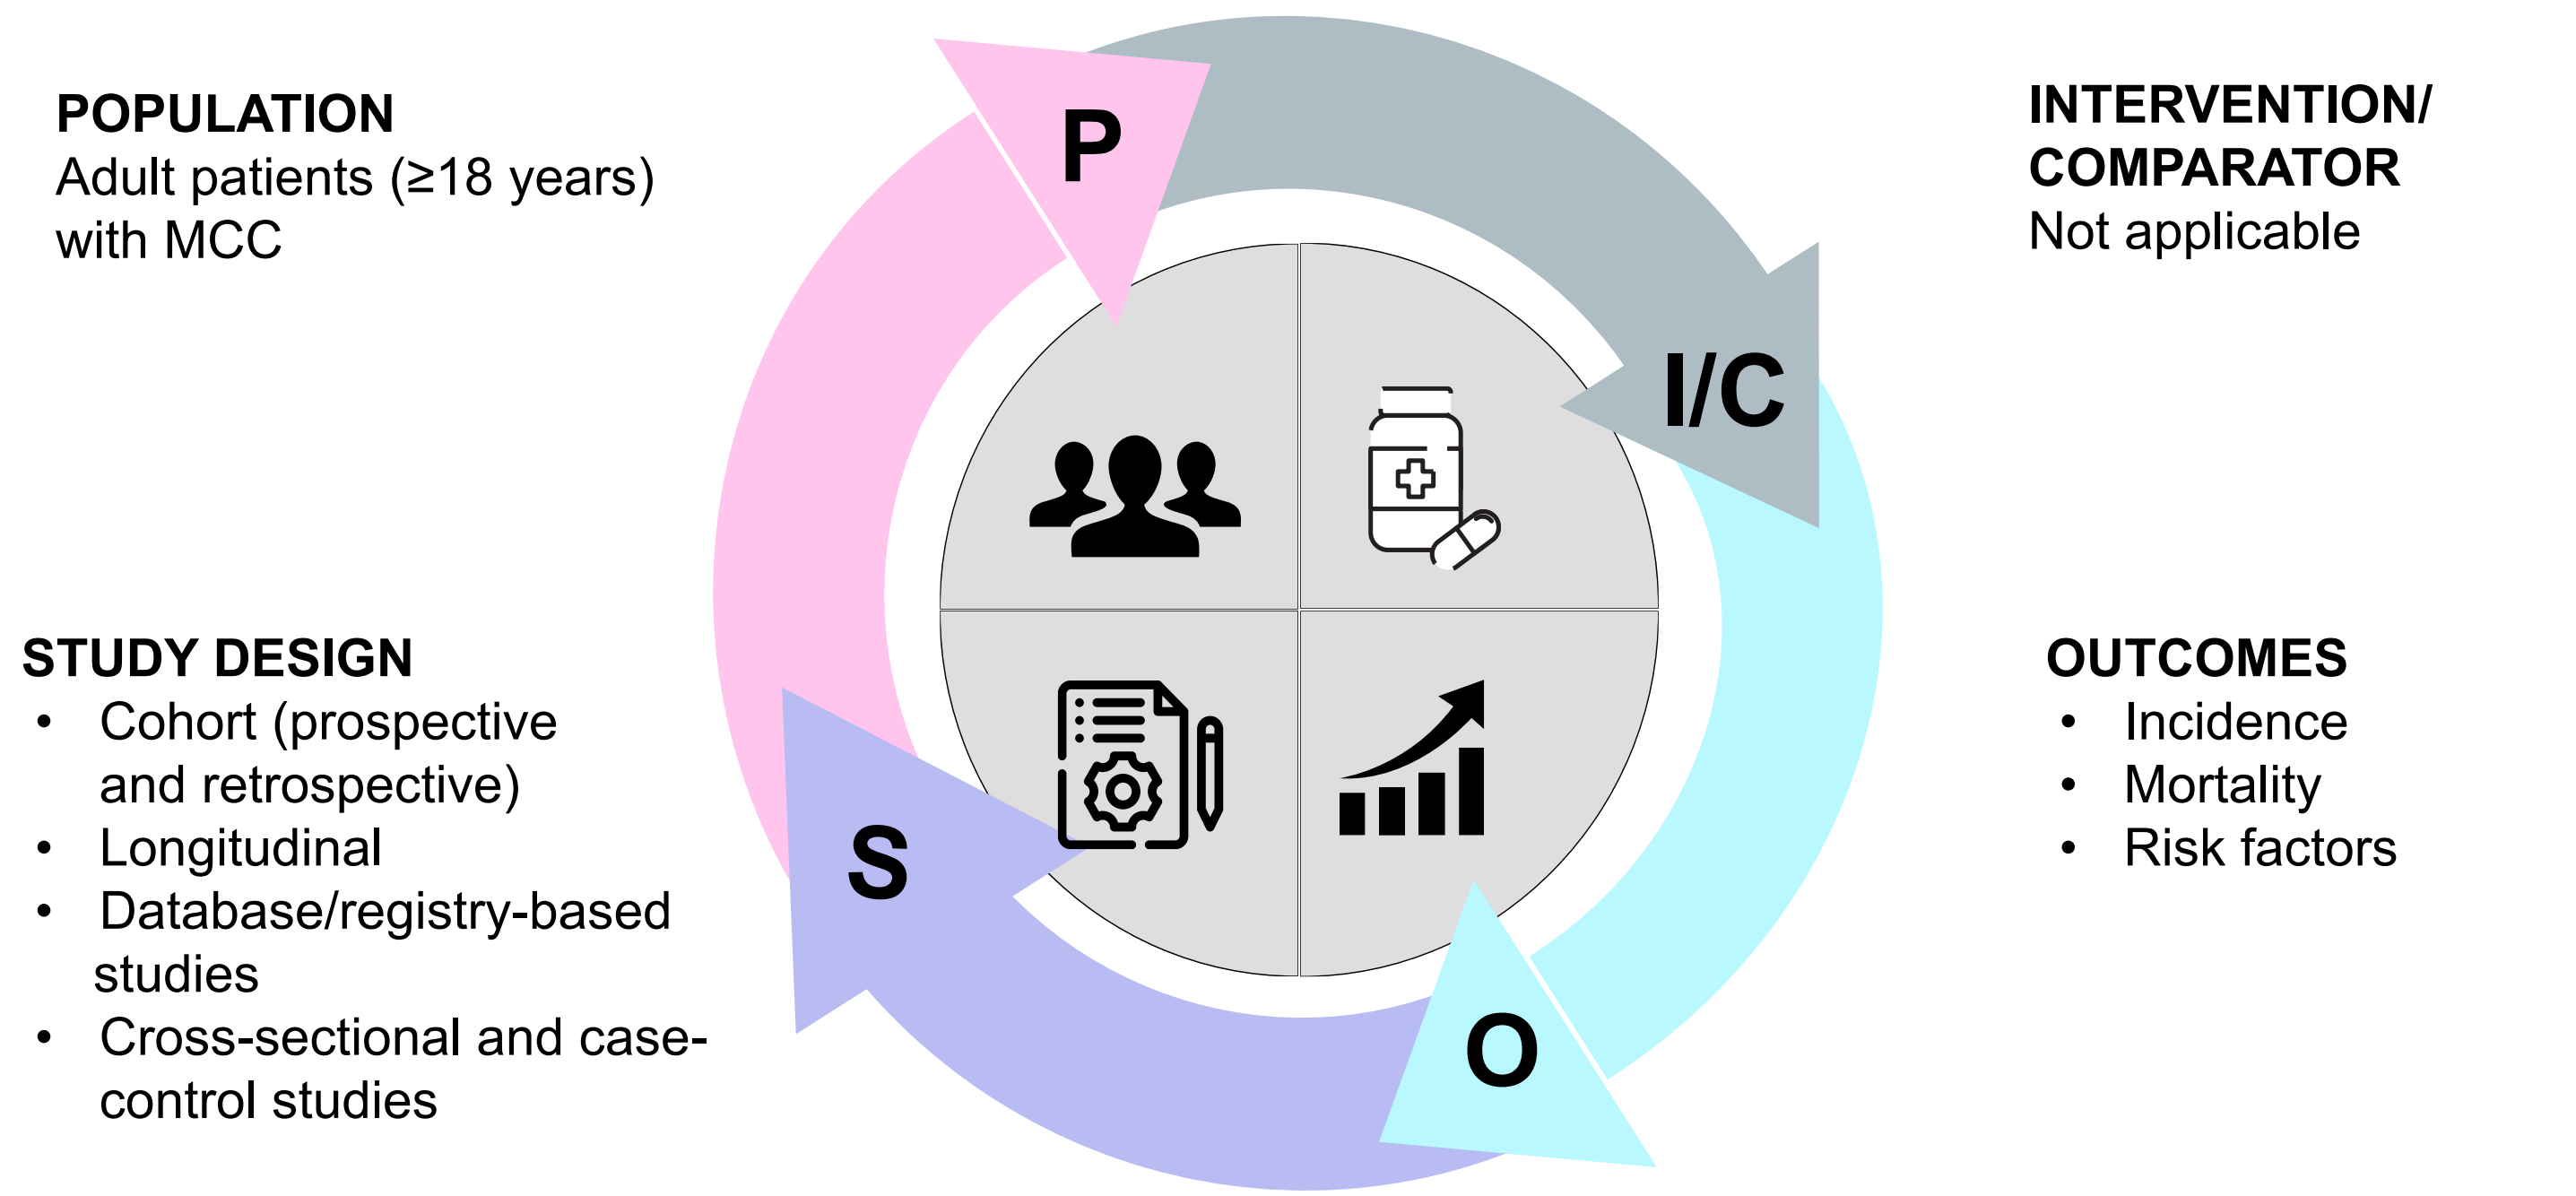 POPULATION
Adult patients (≥18 years)
with MCC
P
INTERVENTION/
COMPARATOR
Not applicable
I/C
STUDY DESIGN
• Cohort (prospective
and retrospective)
• Longitudinal
• Database/registry-based
studies
• Cross-sectional and case-
control studies
S
OUTCOMES
• Incidence
• Mortality
• Risk factors
O